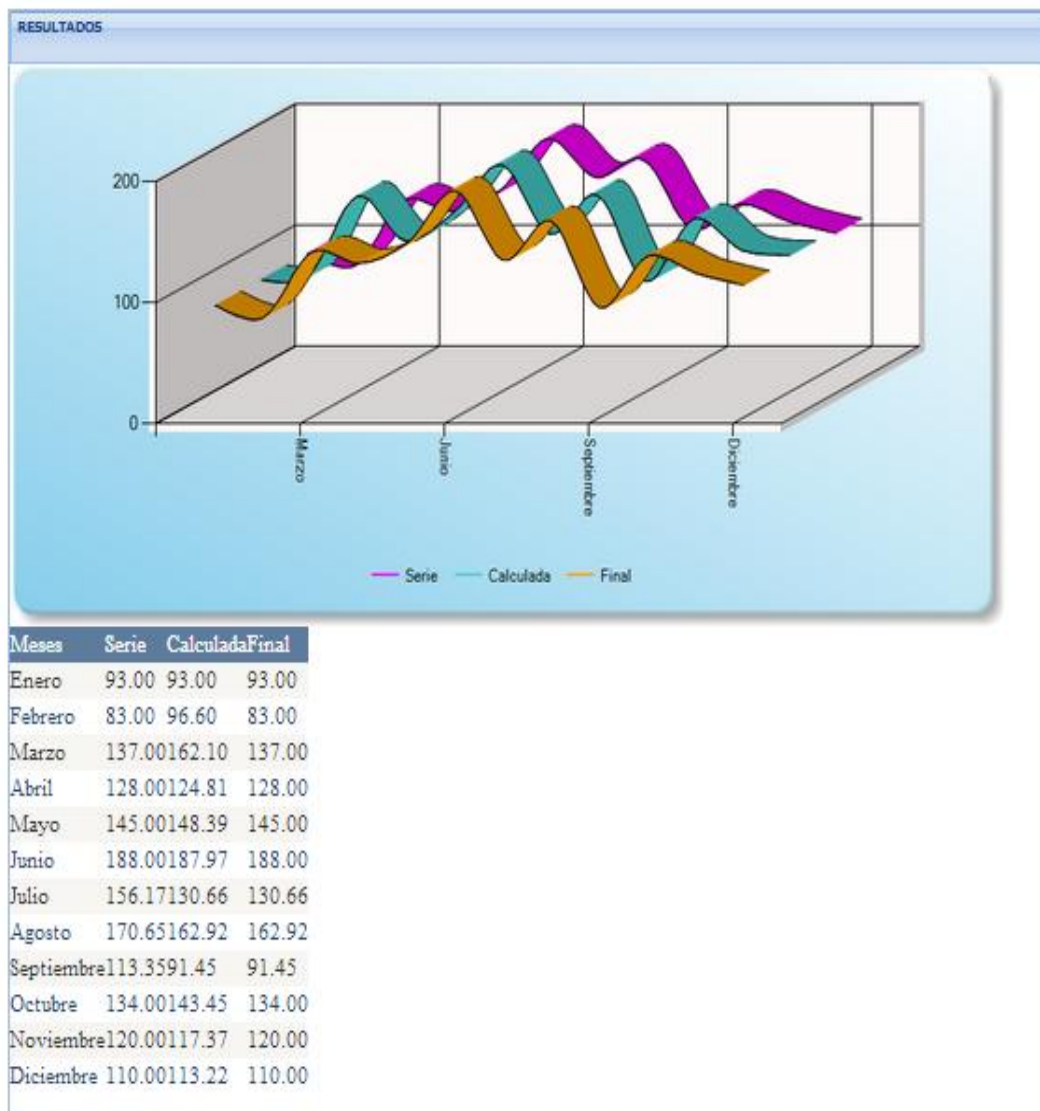 RESULTADOS
200
100
0
Marzo
Junio
Septiembre
Diciembre
Serie Calculada Final
Meses Serie Calculada Final
Enero 93.00 93.00 93.00
Febrero 83.00 96.60 83.00
Marzo 137.00 162.10 137.00
Abril 128.00 124.81 128.00
Mayo 145.00 148.39 145.00
Junio 188.00 187.97 188.00
Julio 156.17 130.66 130.66
Agosto 170.65 162.92 162.92
Septiembre 113.35 91.45 91.45
Octubre 134.00 143.45 134.00
Noviembre 120.00 117.37 120.00
Diciembre 110.00 113.22 110.00